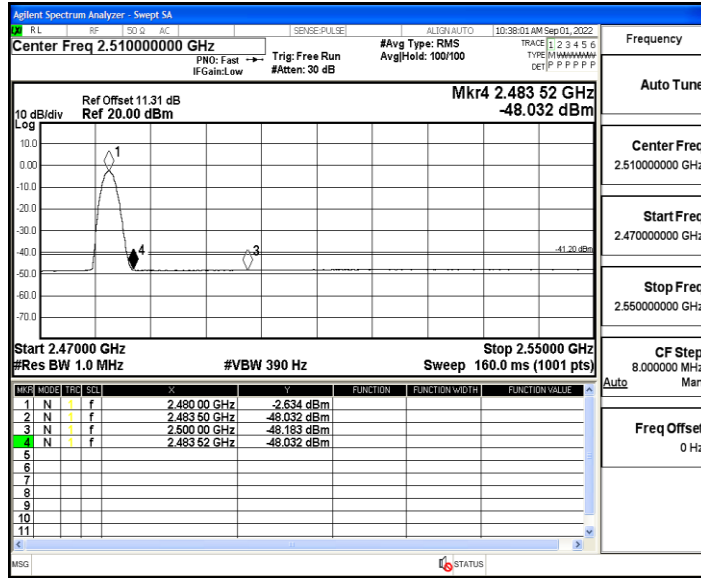 Agilent Spectrum Analyzer - Swept SA
RL RF 50 Ω AC SENSE:PULSE ALIGN AUTO 10:38:01 AM Sep 01, 2022
Center Freq 2.510000000 GHz #Avg Type: RMS TRACE 1 2 3 4 5 6
PNO: Fast Trig: Free Run Avg|Hold: 100/100 TYPE M
IFGain:Low #Atten: 30 dB DET P P P P P P
Mkr4 2.483 52 GHz
Ref Offset 11.31 dB
10 dB/div Ref 20.00 dBm -48.032 dBm
Log
10.0
1
0.00
-10.0
-20.0
-30.0
-40.0 4 3 -41.20 dBm
-50.0
-60.0
-70.0
Start 2.47000 GHz Stop 2.55000 GHz
#Res BW 1.0 MHz #VBW 390 Hz Sweep 160.0 ms (1001 pts)
MKR MODE TRC SCL X Y FUNCTION FUNCTION WIDTH FUNCTION VALUE
1 N 1 f 2.480 00 GHz -2.634 dBm
2 N 1 f 2.483 50 GHz -48.032 dBm
3 N 1 f 2.500 00 GHz -48.183 dBm
4 N 1 f 2.483 52 GHz -48.032 dBm
5
6
7
8
9
10
11
MSG STATUS
Frequency
Auto Tune
Center Freq
2.510000000 GHz
Start Freq
2.470000000 GHz
Stop Freq
2.550000000 GHz
CF Step
8.000000 MHz
Auto Man
Freq Offset
0 Hz